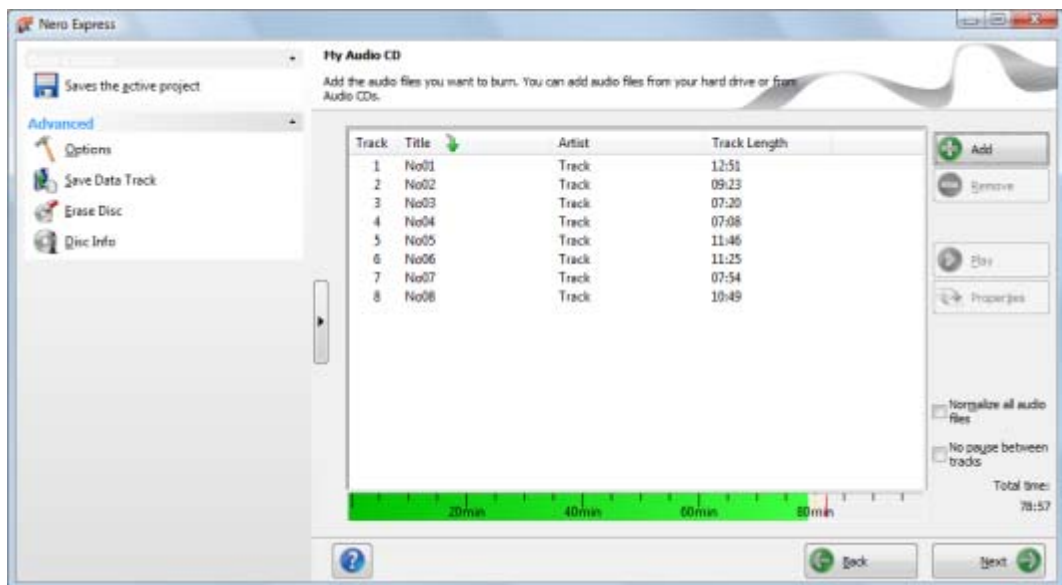 Nero Express
Saves the active project
Advanced
Options
Save Data Track
Erase Disc
Disc Info
My Audio CD
Add the audio files you want to burn. You can add audio files from your hard drive or from
Audio CDs.
Track Title Artist Track Length
1 No01 Track 12:51
2 No02 Track 09:23
3 No03 Track 07:20
4 No04 Track 07:08
5 No05 Track 11:46
6 No06 Track 11:25
7 No07 Track 07:54
8 No08 Track 10:49
20min 40min 60min 80min
Add
Remove
Play
Properties
Normalize all audio
files
No pause between
tracks
Total time:
78:57
Back Next